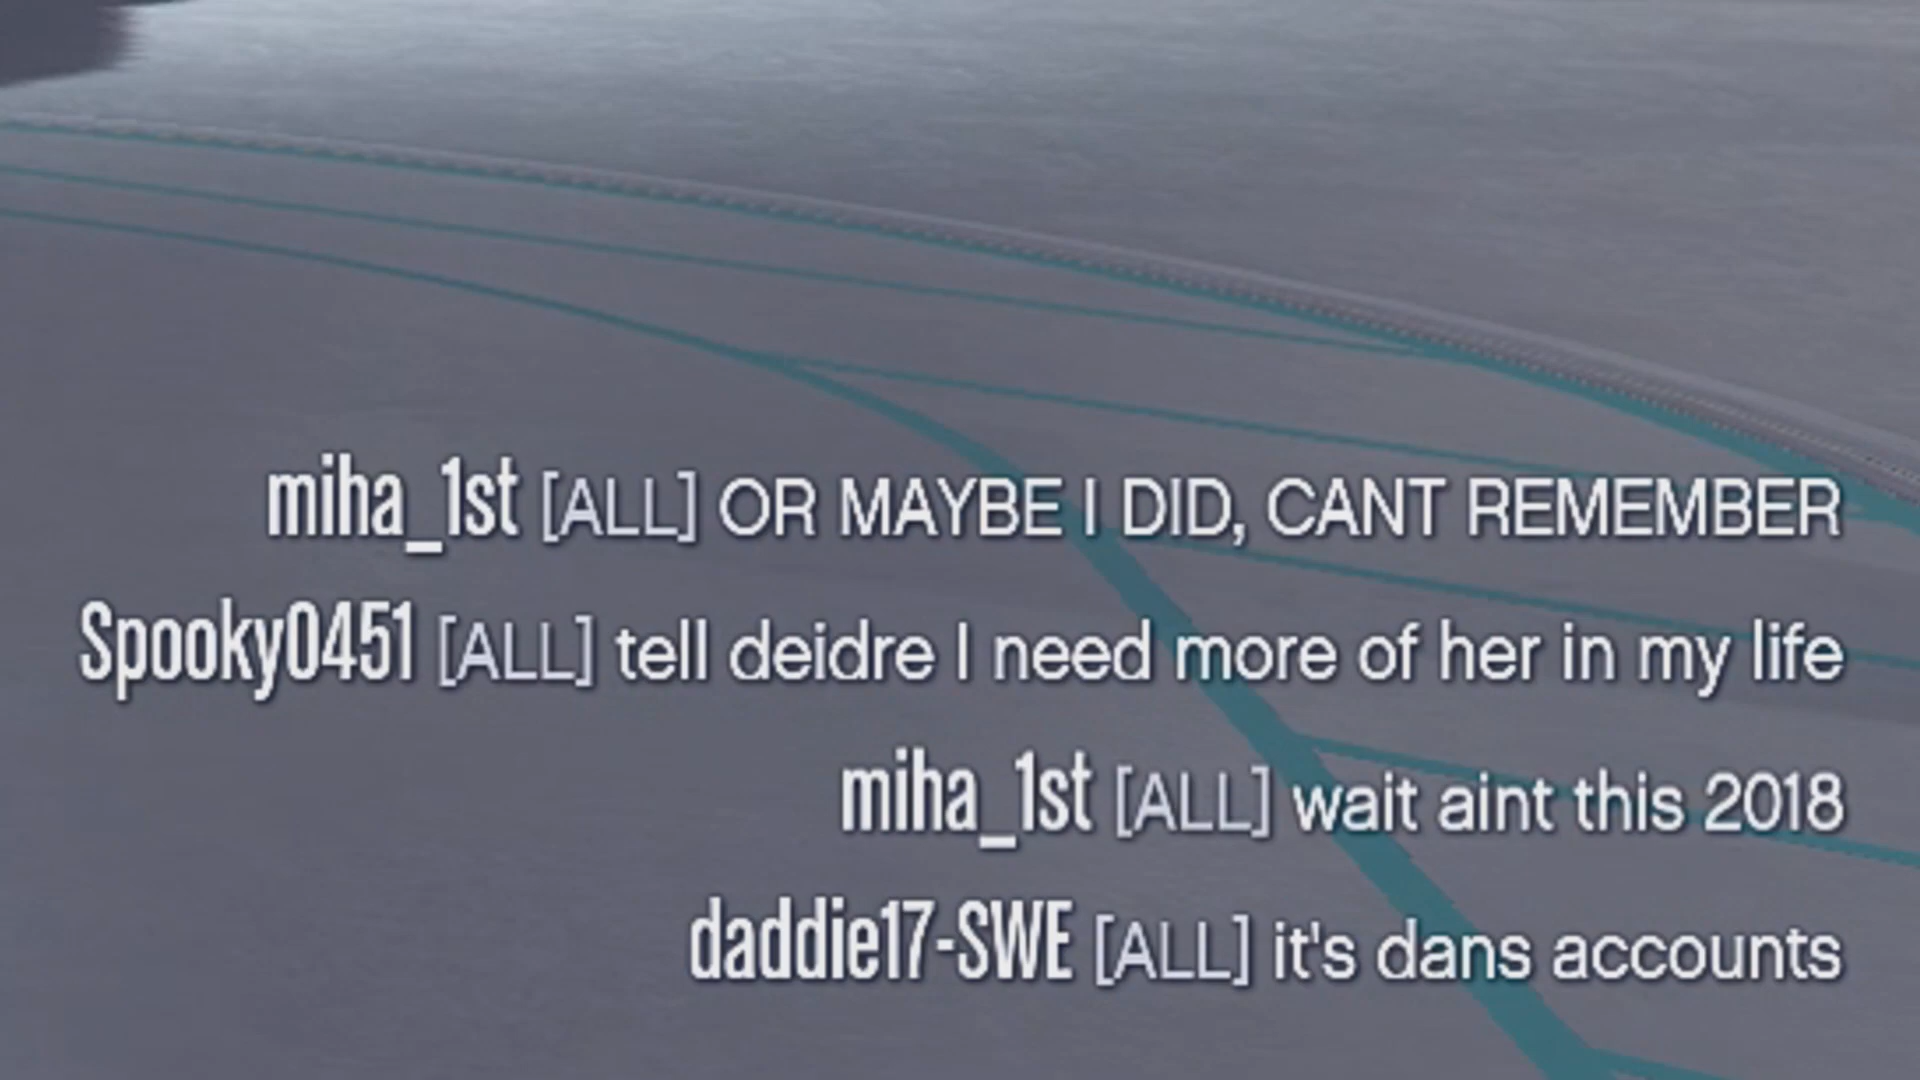 miha_1st [ALL] OR MAYBE I DID, CANT REMEMBER
Spooky0451 [ALL] tell deidre I need more of her in my life
miha_1st [ALL] wait aint this 2018
daddie17-SWE [ALL] it's dans accounts